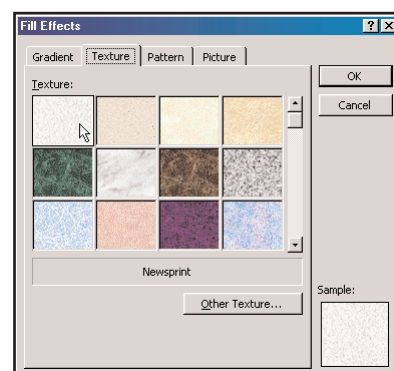 Fill Effects
Gradient Texture Pattern Picture
Texture:
OK
Cancel
Newsprint
Other Texture...
Sample: